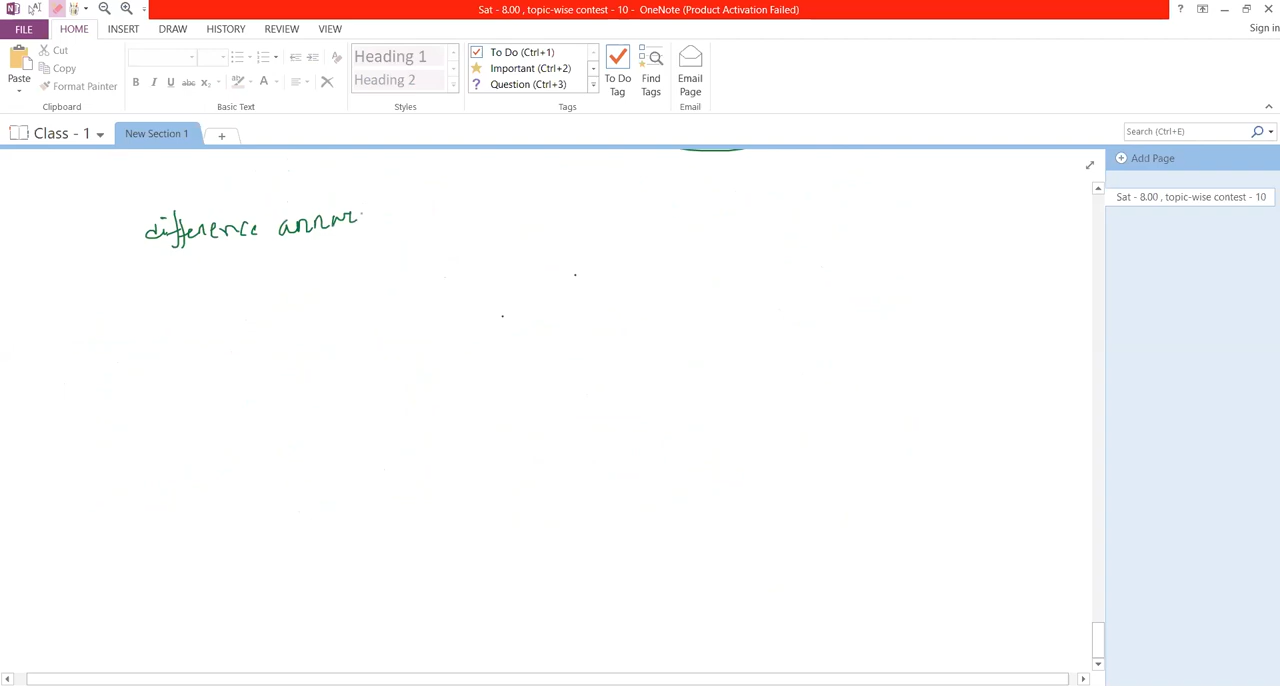 Sat - 8.00 , topic-wise contest - 10 - OneNote (Product Activation Failed)
FILE HOME INSERT DRAW HISTORY REVIEW VIEW Sign in
Paste Cut Copy Format Painter
Clipboard
B I U abc X₂ A
Basic Text
Heading 1
Heading 2
Styles
To Do (Ctrl+1)
Important (Ctrl+2)
Question (Ctrl+3)
To Do Tag
Find Tags
Tags
Email Page
Email
Class - 1 New Section 1 Search (Ctrl+E)
Add Page
Sat - 8.00 , topic-wise contest - 10
difference